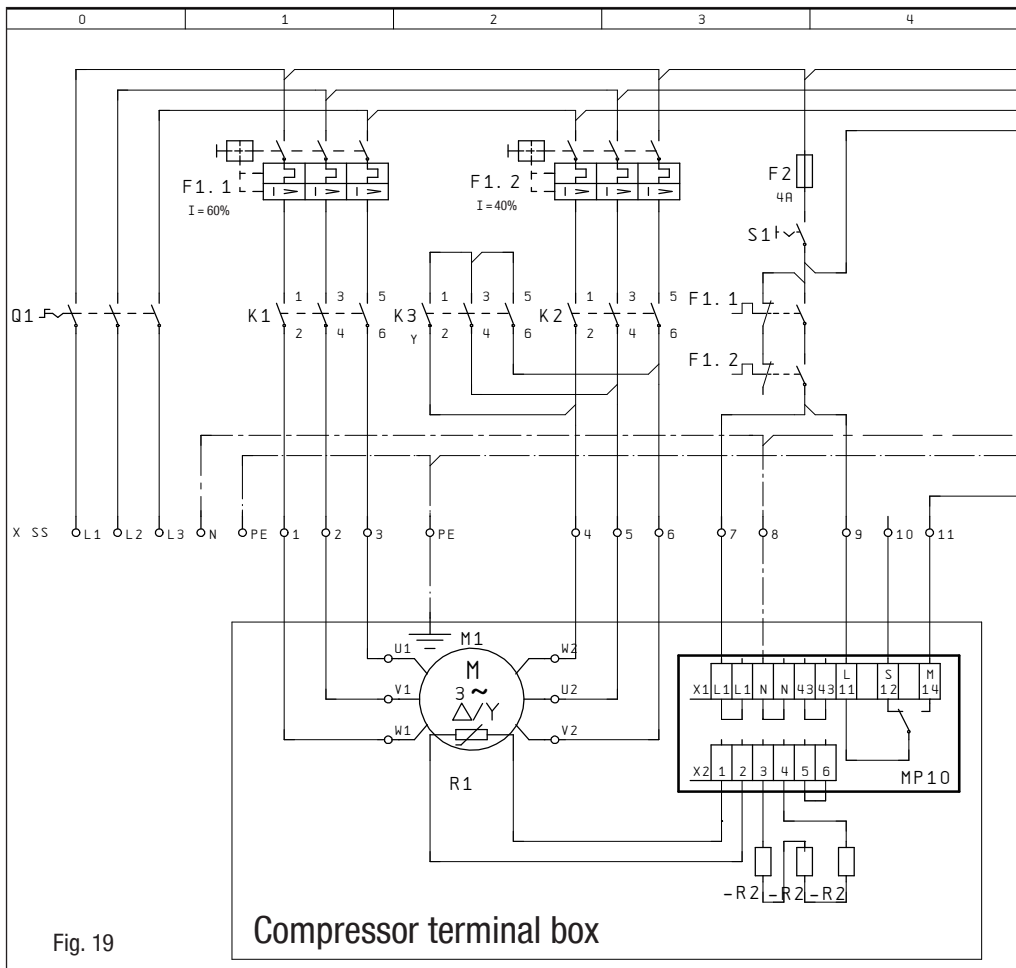 0 1 2 3 4
F1.1
I = 60%
F1.2
I = 40%
F2
4A
S1
Q1
K1 1 3 5
2 4 6
K3 1 3 5
Y 2 4 6
K2 1 3 5
2 4 6
F1.1
F1.2
X SS L1 L2 L3 N PE 1 2 3 PE 4 5 6 7 8 9 10 11
M1
U1 W2
M
3 ~
V1 U2
△/Y
W1 V2
R1
L S M
X1 L1 L1 N N 43 43 11 12 14
X2 1 2 3 4 5 6
MP10
-R2 -R2 -R2
Compressor terminal box
Fig. 19
I > I > I >
I > I > I >